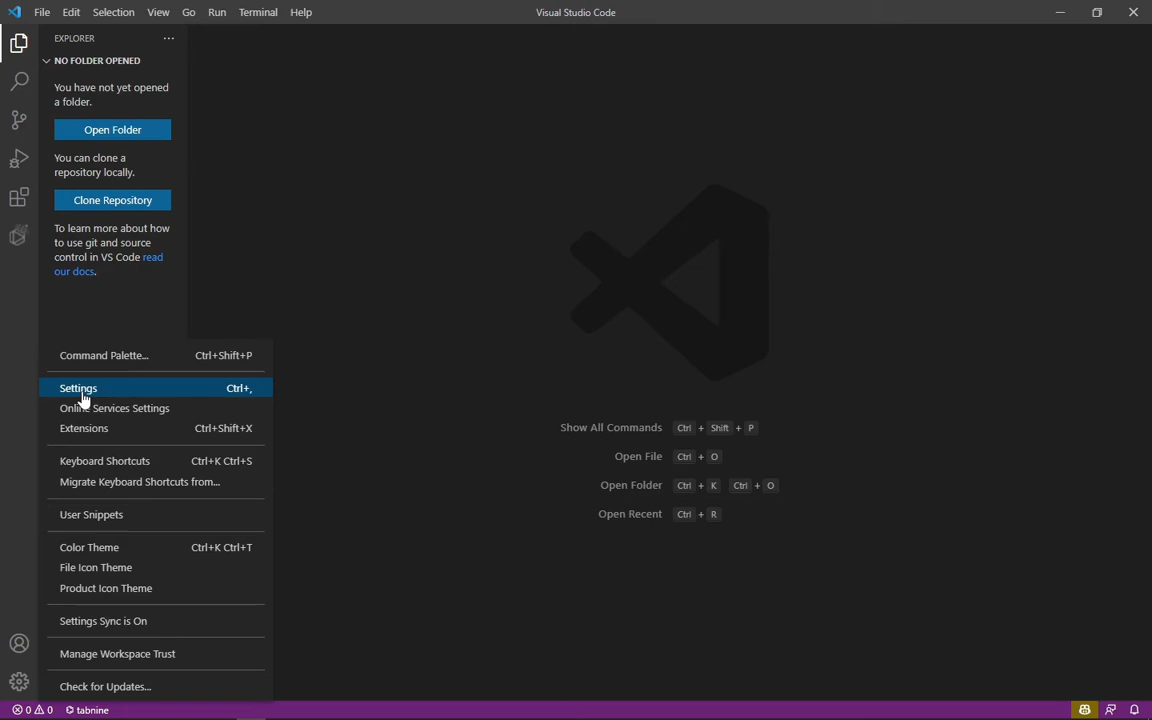 File Edit Selection View Go Run Terminal Help Visual Studio Code
EXPLORER
NO FOLDER OPENED
You have not yet opened
a folder.
Open Folder
You can clone a
repository locally.
Clone Repository
To learn more about how
to use git and source
control in VS Code read
our docs.
Command Palette... Ctrl+Shift+P
Settings Ctrl+,
Online Services Settings
Extensions Ctrl+Shift+X
Keyboard Shortcuts Ctrl+K Ctrl+S
Migrate Keyboard Shortcuts from...
User Snippets
Color Theme Ctrl+K Ctrl+T
File Icon Theme
Product Icon Theme
Settings Sync is On
Manage Workspace Trust
Check for Updates...
Show All Commands Ctrl + Shift + P
Open File Ctrl + O
Open Folder Ctrl + K Ctrl + O
Open Recent Ctrl + R
0 0 tabnine